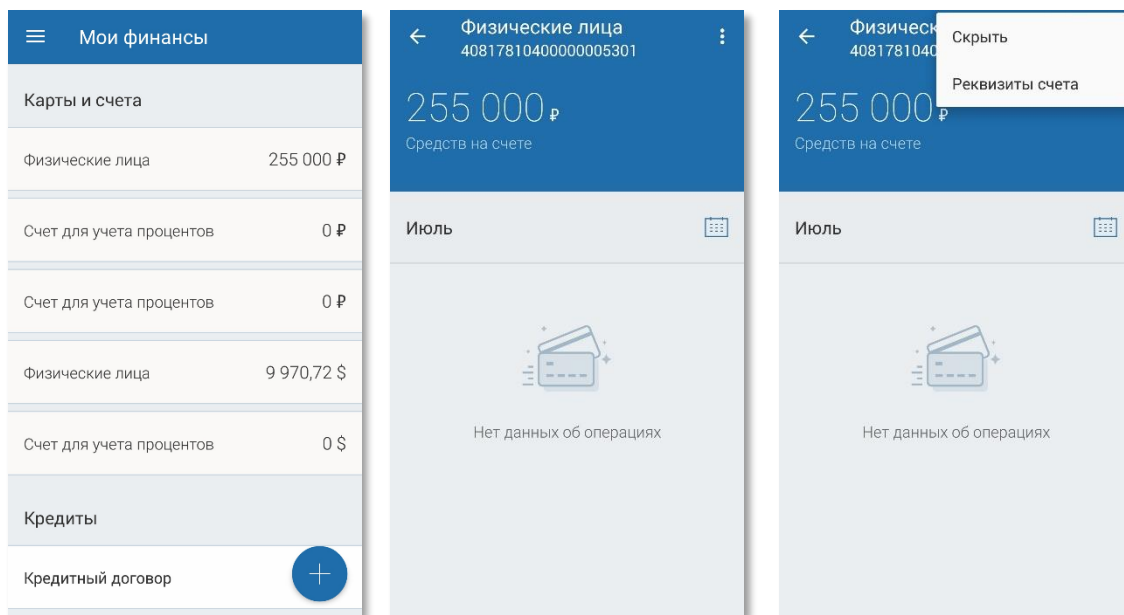 Мои финансы
Карты и счета
Физические лица 255 000 ₽
Счет для учета процентов 0 ₽
Счет для учета процентов 0 ₽
Физические лица 9 970,72 $
Счет для учета процентов 0 $
Кредиты
Кредитный договор
Физические лица
40817810400000005301
255 000 ₽
Средств на счете
Июль
Нет данных об операциях
Физическ
4081781040
Скрыть
Реквизиты счета
255 000 ₽
Средств на счете
Июль
Нет данных об операциях